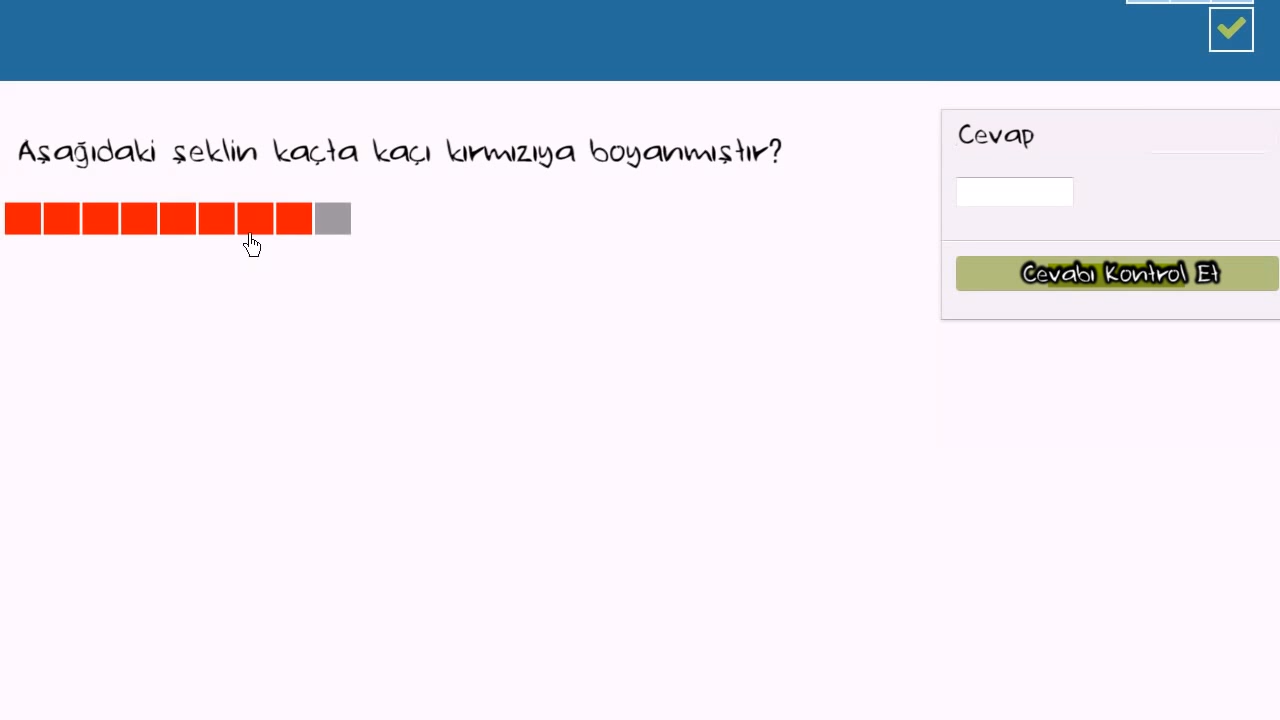 Aşağıdaki şeklin kaçta kaçı kırmızıya boyanmıştır?
Cevap
Cevabı Kontrol Et